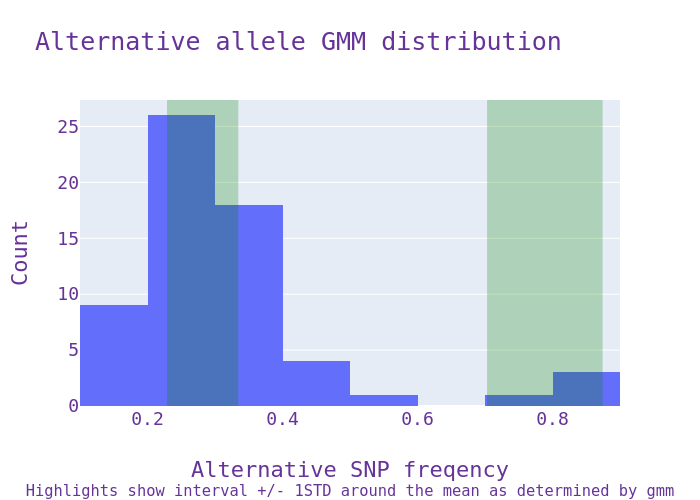 Alternative allele GMM distribution
25
20
15
10
5
0
Count
0.2 0.4 0.6 0.8
Alternative SNP freqency
Highlights show interval +/- 1STD around the mean as determined by gmm